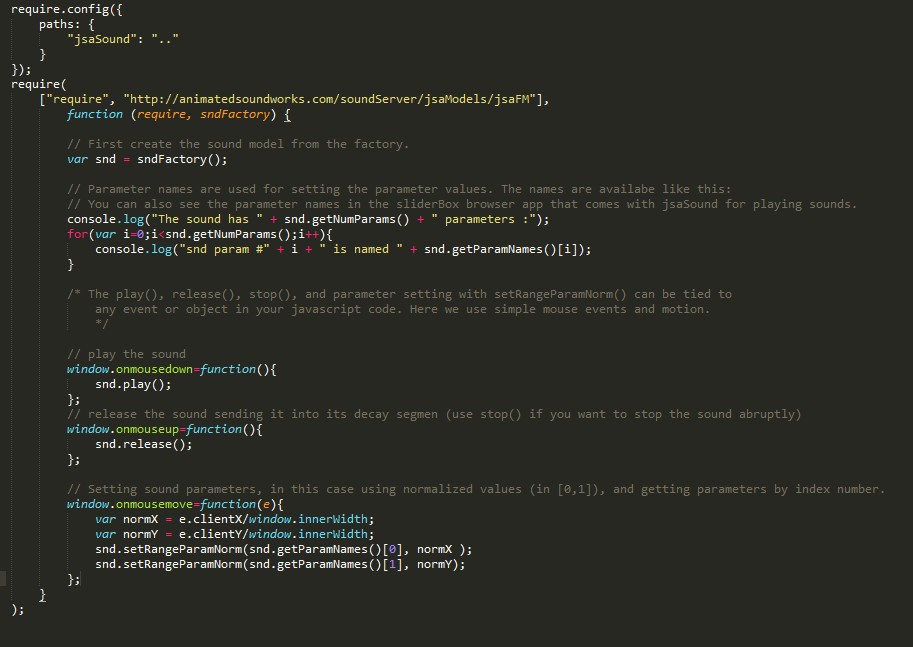 require.config({
    paths: {
        "jsaSound": ".."
    }
});
require(
    ["require", "http://animatedsoundworks.com/soundServer/jsaModels/jsaFM"],
        function (require, sndFactory) {

        // First create the sound model from the factory.
        var snd = sndFactory();

        // Parameter names are used for setting the parameter values. The names are availabe like this:
        // You can also see the parameter names in the sliderBox browser app that comes with jsaSound for playing sounds.
        console.log("The sound has " + snd.getNumParams() + " parameters :");
        for(var i=0;i<snd.getNumParams();i++){
            console.log("snd param #" + i + " is named " + snd.getParamNames()[i]);
        }

        /* The play(), release(), stop(), and parameter setting with setRangeParamNorm() can be tied to
            any event or object in your javascript code. Here we use simple mouse events and motion.
            */

        // play the sound
        window.onmousedown=function(){
            snd.play();
        };
        // release the sound sending it into its decay segmen (use stop() if you want to stop the sound abruptly)
        window.onmouseup=function(){
            snd.release();
        };

        // Setting sound parameters, in this case using normalized values (in [0,1]), and getting parameters by index number.
        window.onmousemove=function(e){
            var normX = e.clientX/window.innerWidth;
            var normY = e.clientY/window.innerWidth;
            snd.setRangeParamNorm(snd.getParamNames()[0], normX );
            snd.setRangeParamNorm(snd.getParamNames()[1], normY);
        };
    }
);